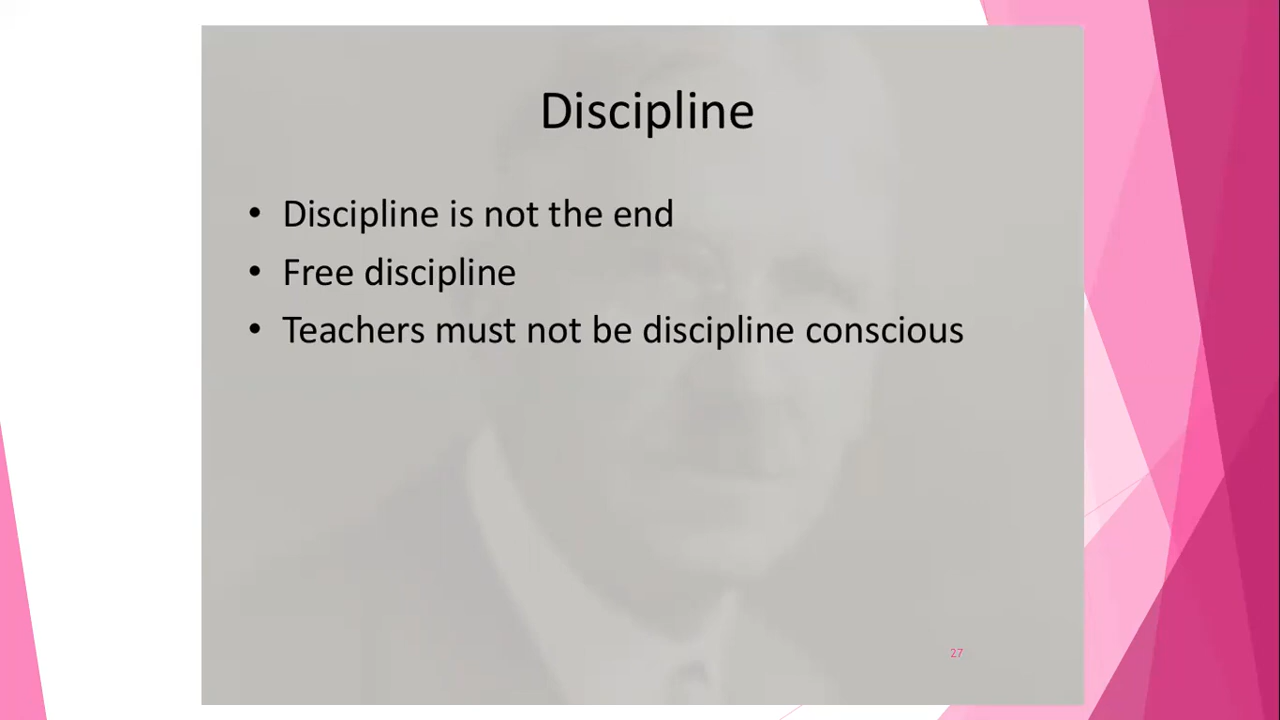 Discipline
• Discipline is not the end
• Free discipline
• Teachers must not be discipline conscious
27